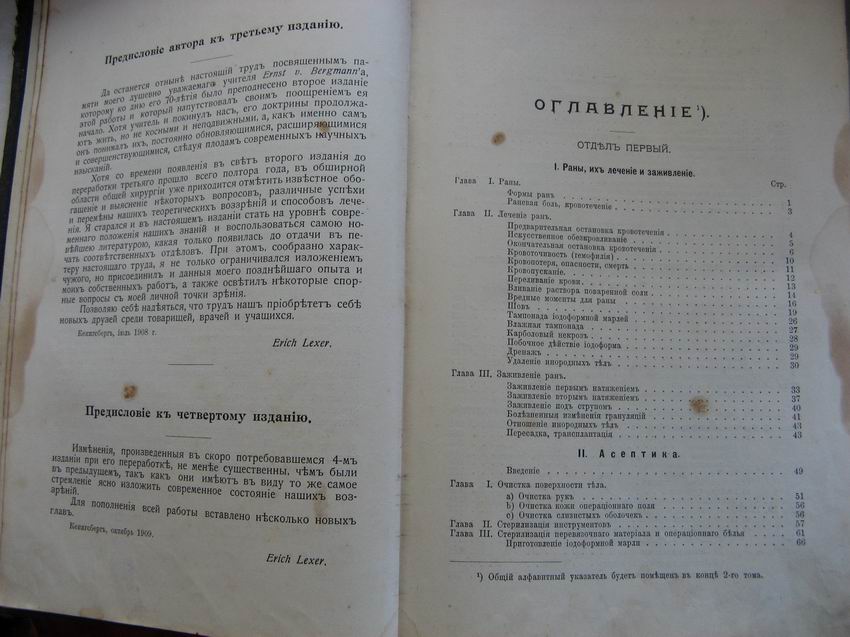 Предисловіе автора къ третьему изданію.
Да останется отнынѣ настоящій трудъ посвященнымъ па-
мяти моего душевно уважаемаго учителя Ernst v. Bergmann'a,
которому ко дню его 70-лѣтія было преподнесено второе изданіе
этой работы и который напутствовалъ своимъ поощреніемъ ея
начало. Хотя учитель и покинулъ насъ, его доктрины продолжа-
ютъ жить, но не косными и неподвижными, а, какъ именно самъ
онъ понималъ ихъ, постоянно обновляющимися, расширяющимися
и совершенствующимися, слѣдуя плодамъ современныхъ научныхъ
изысканій.
Хотя со времени появленія въ свѣтъ второго изданія до
переработки третьяго прошло всего полтора года, въ обширной
области общей хирургіи уже приходится отмѣтить извѣстное обо-
гащеніе и выясненіе нѣкоторыхъ вопросовъ, различные успѣхи
и перемѣны нашихъ теоретическихъ воззрѣній и способовъ лече-
нія. Я старался и въ настоящемъ изданіи стать на уровнѣ совре-
меннаго положенія нашихъ знаній и воспользоваться самою но-
вѣйшею литературою, какая только появилась до отдачи въ пе-
чать соотвѣтственныхъ отдѣловъ. При этомъ, сообразно харак-
теру настоящаго труда, я не только ограничивался изложеніемъ
чужого, но присоединилъ и данныя моего позднѣйшаго опыта и
моихъ собственныхъ работъ, а также освѣтилъ нѣкоторые спор-
ные вопросы съ моей личной точки зрѣнія.
Позволяю себѣ надѣяться, что трудъ нашъ пріобрѣтетъ себѣ
новыхъ друзей среди товарищей, врачей и учащихся.
Кенигсбергъ, іюль 1908 г.
Erich Lexer.
Предисловіе къ четвертому изданію.
Измѣненія, произведенныя въ скоро потребовавшемся 4-мъ
изданіи при его переработкѣ, не менѣе существенны, чѣмъ были
въ предыдущемъ, такъ какъ они имѣютъ въ виду то же самое
стремленіе ясно изложить современное состояніе нашихъ воз-
зрѣній.
Для пополненія всей работы вставлено нѣсколько новыхъ
главъ.
Кенигсбергъ, октябрь 1909.
Erich Lexer.
ОГЛАВЛЕНІЕ ¹).
ОТДѢЛЪ ПЕРВЫЙ.
I. Раны, ихъ леченіе и заживленіе.
Глава I. Раны. Стр.
Формы ранъ 1
Раневая боль, кровотеченіе 3
Глава II. Леченіе ранъ.
Предварительная остановка кровотеченія 4
Искусственное обезкровливаніе 5
Окончательная остановка кровотеченія 6
Кровоточивость (гемофилія) 10
Кровопотеря, опасности, смерть 11
Кровопусканіе 12
Переливаніе крови 13
Вливаніе раствора поваренной соли 14
Вредные моменты для раны 16
Шовъ 19
Тампонада іодоформной марлей 26
Влажная тампонада 27
Карболовый некрозъ 28
Побочное дѣйствіе іодоформа 29
Дренажъ 29
Удаленіе инородныхъ тѣлъ 30
Глава III. Заживленіе ранъ.
Заживленіе первымъ натяженіемъ 33
Заживленіе вторымъ натяженіемъ 37
Заживленіе подъ струпомъ 40
Болѣзненныя измѣненія грануляцій 41
Отношеніе инородныхъ тѣлъ 43
Пересадка, трансплантація 43
II. Асептика.
Введеніе 49
Глава I. Очистка поверхности тѣла.
a) Очистка рукъ 51
b) Очистка кожи операціоннаго поля 56
c) Очистка слизистыхъ оболочекъ 56
Глава II. Стерилизація инструментовъ 57
Глава III. Стерилизація перевязочнаго матеріала и операціоннаго бѣлья 61
Приготовленіе іодоформной марли 66
¹) Общій алфавитный указатель будетъ помѣщенъ въ концѣ 2-го тома.